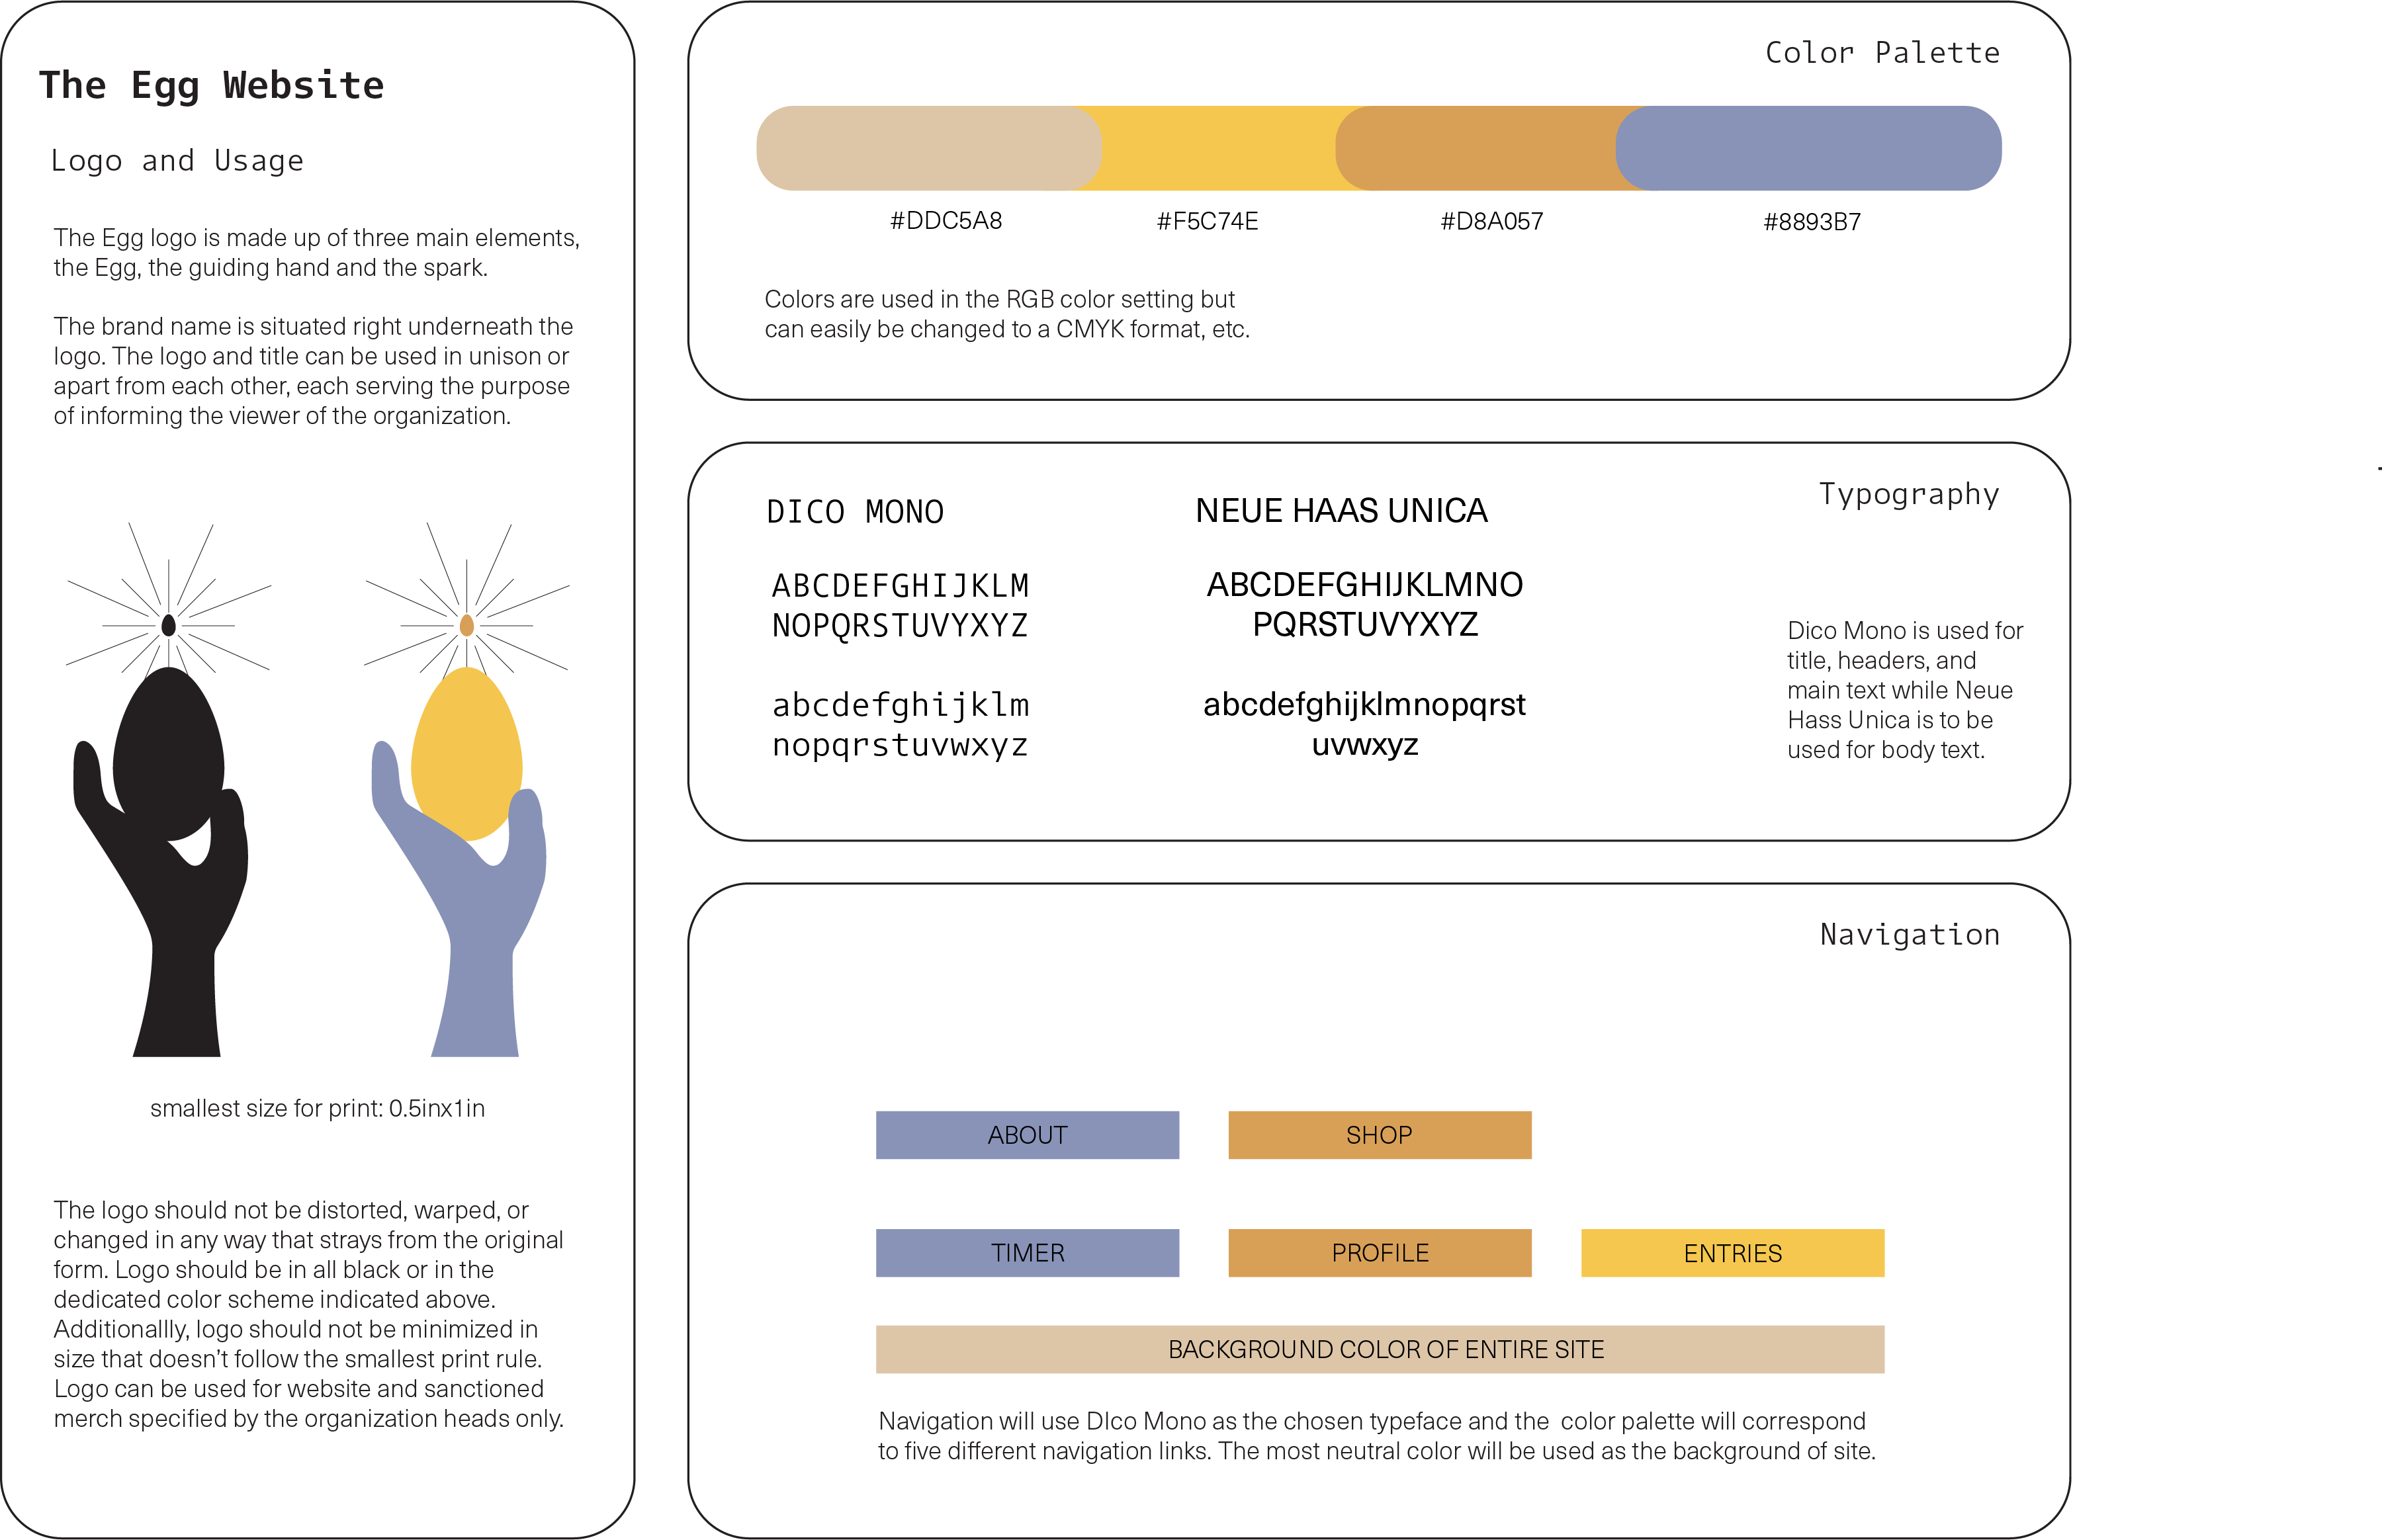 The Egg Website
Logo and Usage
The Egg logo is made up of three main elements,
the Egg, the guiding hand and the spark.
The brand name is situated right underneath the
logo. The logo and title can be used in unison or
apart from each other, each serving the purpose
of informing the viewer of the organization.
smallest size for print: 0.5inx1in
The logo should not be distorted, warped, or
changed in any way that strays from the original
form. Logo should be in all black or in the
dedicated color scheme indicated above.
Additionallly, logo should not be minimized in
size that doesn’t follow the smallest print rule.
Logo can be used for website and sanctioned
merch specified by the organization heads only.
Color Palette
#DDC5A8
#F5C74E
#D8A057
#8893B7
Colors are used in the RGB color setting but
can easily be changed to a CMYK format, etc.
Typography
DICO MONO
ABCDEFGHIJKLM
NOPQRSTUVYXYZ
abcdefghijklm
nopqrstuvwxyz
NEUE HAAS UNICA
ABCDEFGHIJKLMNO
PQRSTUVYXYZ
abcdefghijklmnopqrst
uvwxyz
Dico Mono is used for
title, headers, and
main text while Neue
Hass Unica is to be
used for body text.
Navigation
ABOUT
SHOP
TIMER
PROFILE
ENTRIES
BACKGROUND COLOR OF ENTIRE SITE
Navigation will use DIco Mono as the chosen typeface and the  color palette will correspond
to five different navigation links. The most neutral color will be used as the background of site.